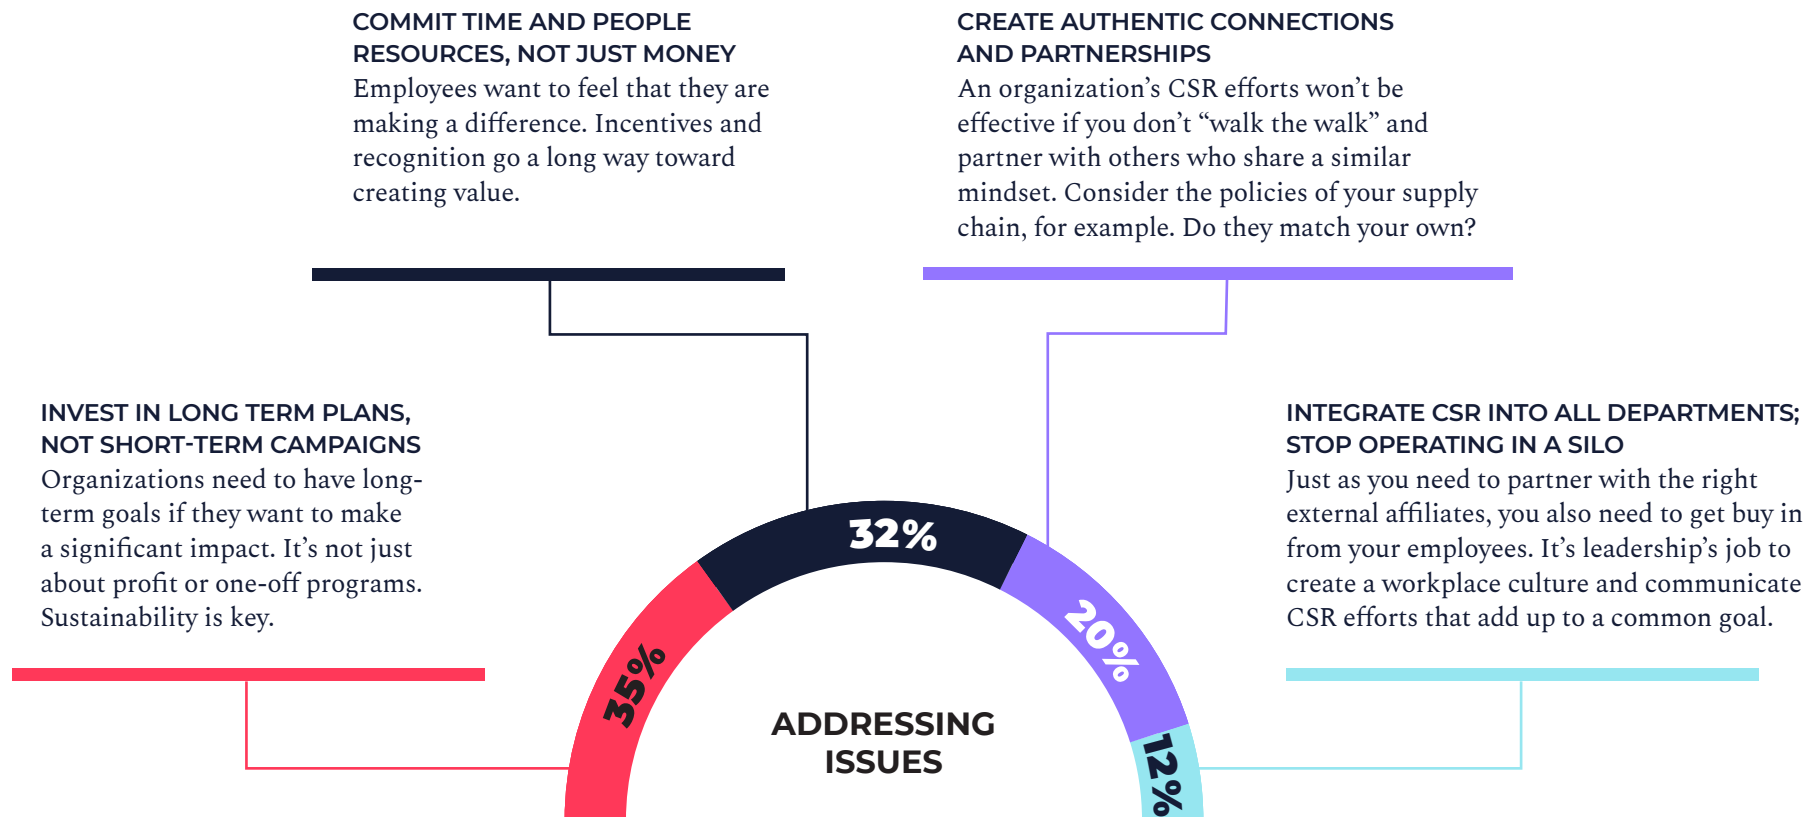 COMMIT TIME AND PEOPLE
RESOURCES, NOT JUST MONEY
Employees want to feel that they are
making a difference. Incentives and
recognition go a long way toward
creating value.
CREATE AUTHENTIC CONNECTIONS
AND PARTNERSHIPS
An organization’s CSR efforts won’t be
effective if you don’t “walk the walk” and
partner with others who share a similar
mindset. Consider the policies of your supply
chain, for example. Do they match your own?
INVEST IN LONG TERM PLANS,
NOT SHORT-TERM CAMPAIGNS
Organizations need to have long-
term goals if they want to make
a significant impact. It’s not just
about profit or one-off programs.
Sustainability is key.
INTEGRATE CSR INTO ALL DEPARTMENTS;
STOP OPERATING IN A SILO
Just as you need to partner with the right
external affiliates, you also need to get buy in
from your employees. It’s leadership’s job to
create a workplace culture and communicate
CSR efforts that add up to a common goal.
35%
32%
20%
12%
ADDRESSING
ISSUES